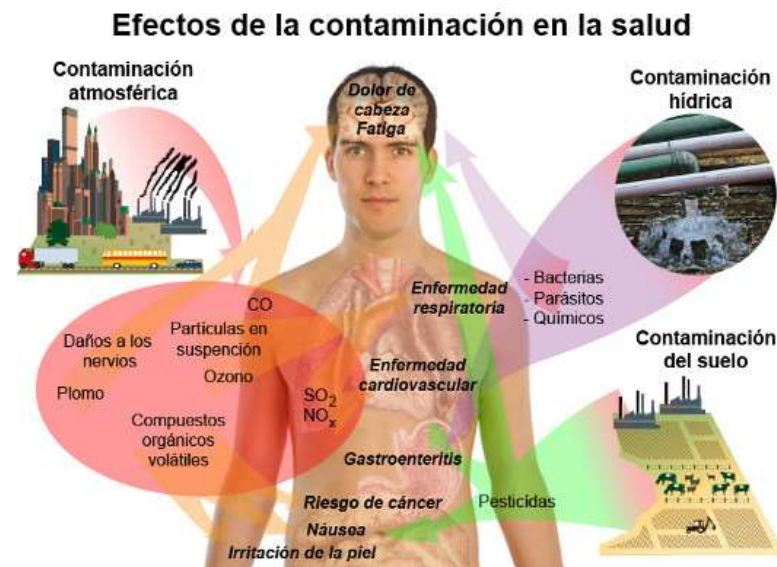 Efectos de la contaminación en la salud
Contaminación
atmosférica
Dolor de
cabeza
Fatiga
Contaminación
hídrica
CO
Partículas en
suspención
Daños a los
nervios
Ozono
Plomo
SO₂
NOₓ
Compuestos
orgánicos
volátiles
Enfermedad
respiratoria
- Bacterias
- Parásitos
- Químicos
Enfermedad
cardiovascular
Contaminación
del suelo
Gastroenteritis
Riesgo de cáncer
Pesticidas
Náusea
Irritación de la piel